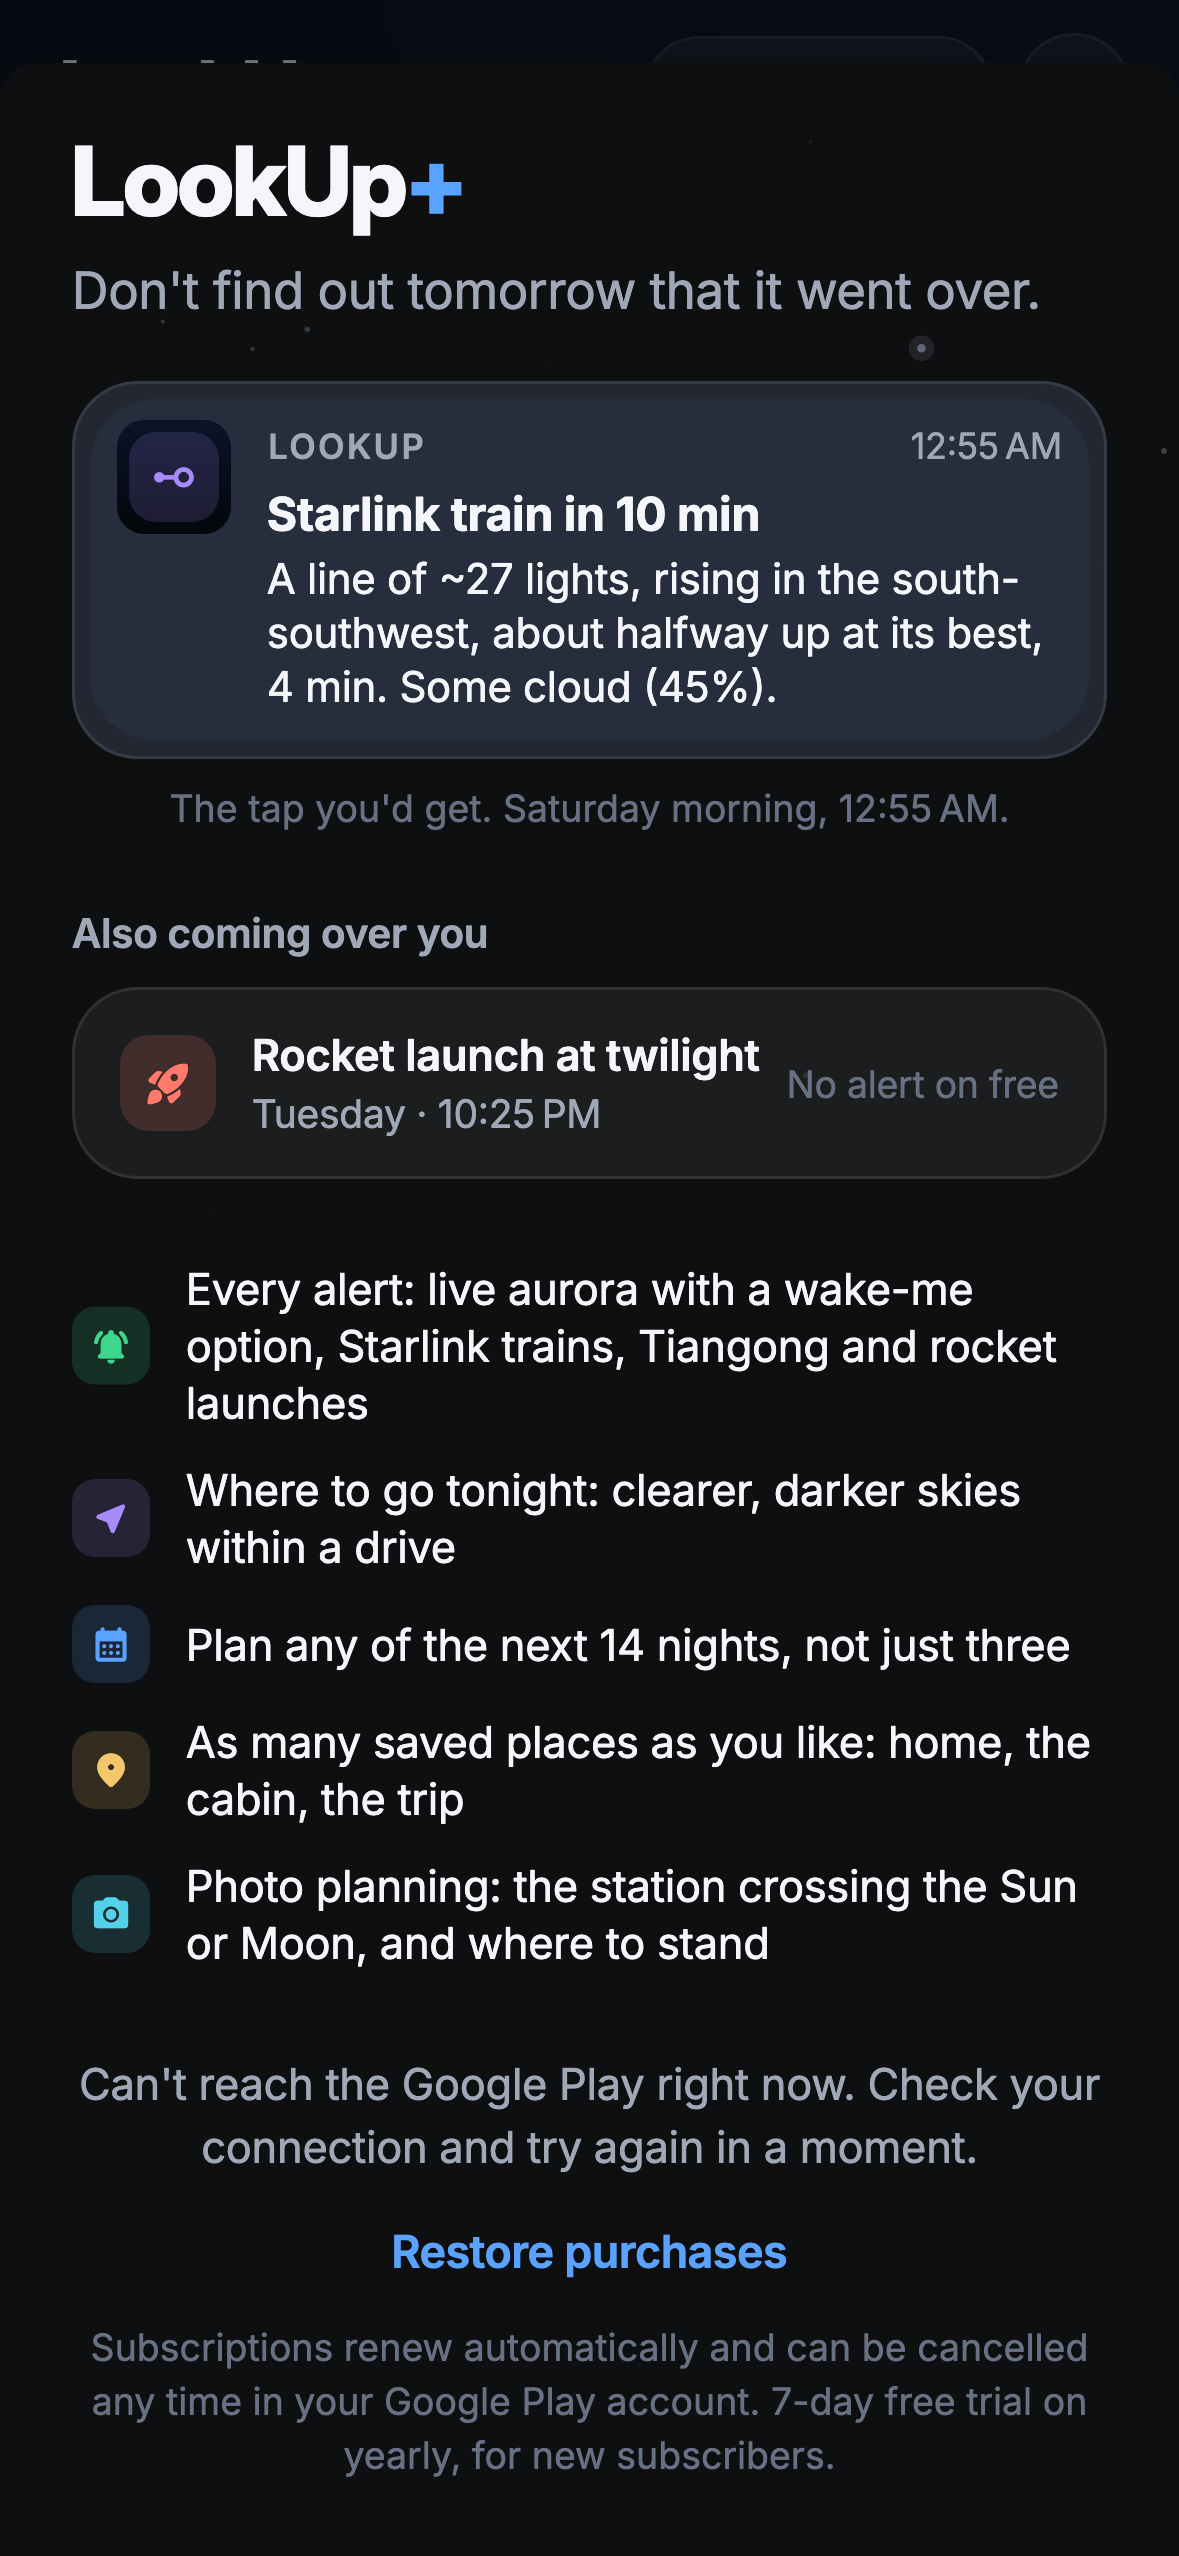 LookUp+
Don't find out tomorrow that it went over.
LOOKUP
12:55 AM
Starlink train in 10 min
A line of ~27 lights, rising in the south-
southwest, about halfway up at its best,
4 min. Some cloud (45%).
The tap you'd get. Saturday morning, 12:55 AM.
Also coming over you
Rocket launch at twilight
Tuesday · 10:25 PM
No alert on free
Every alert: live aurora with a wake-me
option, Starlink trains, Tiangong and rocket
launches
Where to go tonight: clearer, darker skies
within a drive
Plan any of the next 14 nights, not just three
As many saved places as you like: home, the
cabin, the trip
Photo planning: the station crossing the Sun
or Moon, and where to stand
Can't reach the Google Play right now. Check your
connection and try again in a moment.
Restore purchases
Subscriptions renew automatically and can be cancelled
any time in your Google Play account. 7-day free trial on
yearly, for new subscribers.